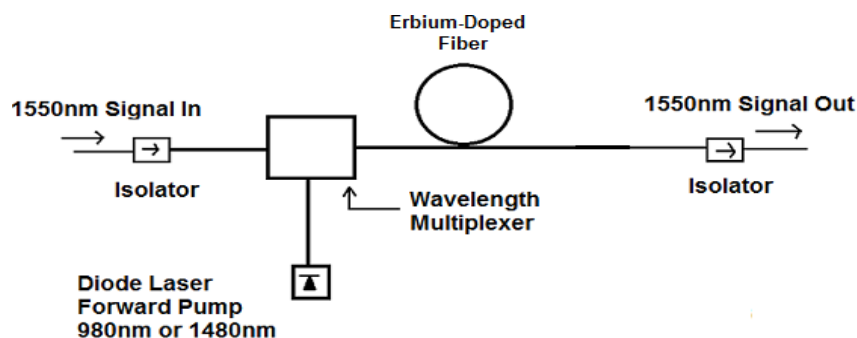 Erbium-Doped
Fiber
1550nm Signal In
1550nm Signal Out
Isolator
Wavelength
Multiplexer
Isolator
Diode Laser
Forward Pump
980nm or 1480nm